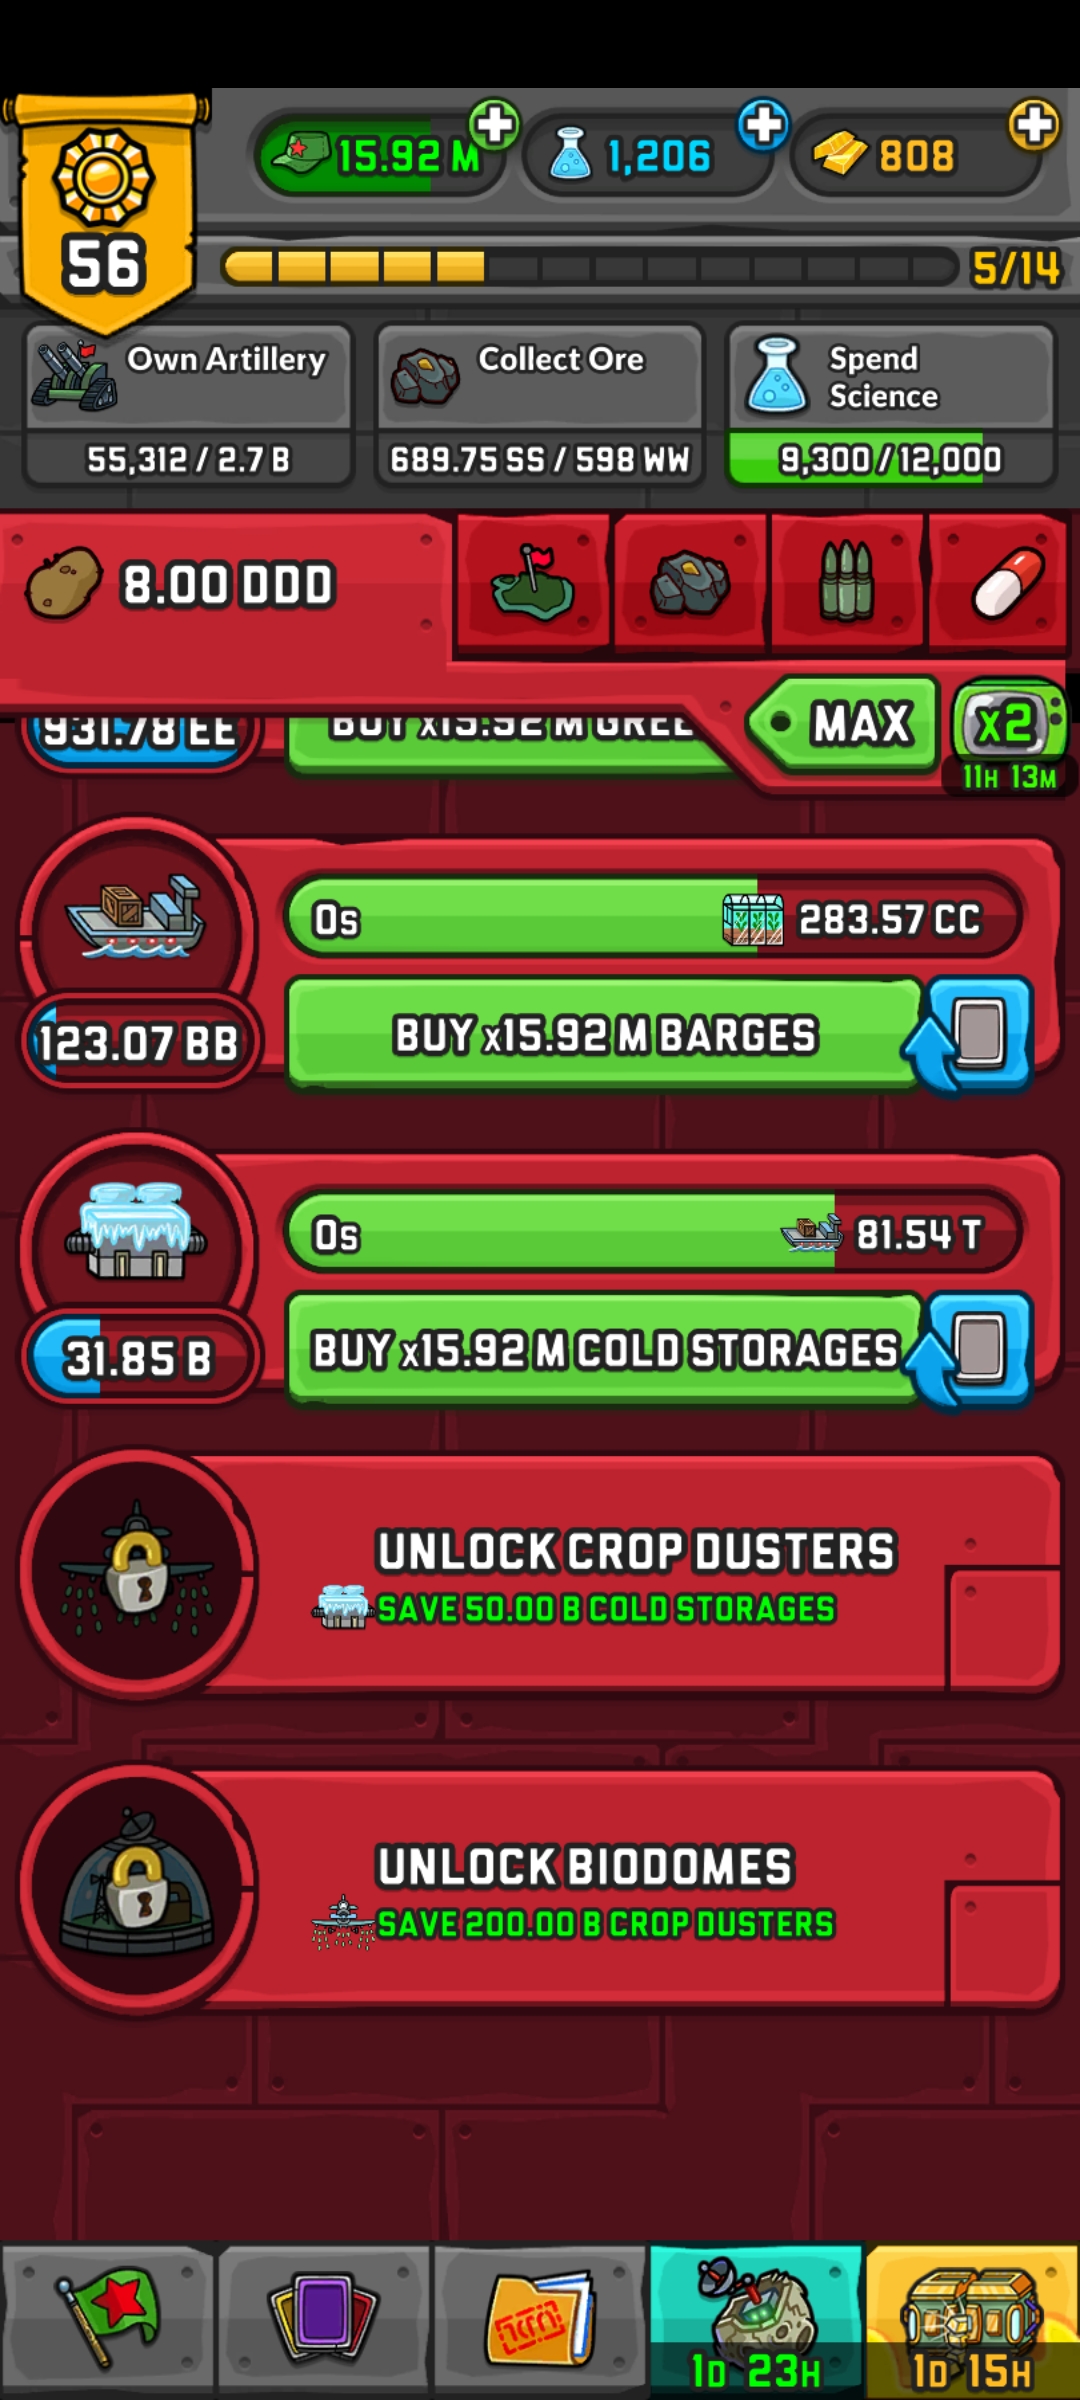 15.92 M
1,206
808
56
5/14
Own Artillery
55,312 / 2.7 B
Collect Ore
689.75 SS / 598 WW
Spend
Science
9,300 / 12,000
8.00 DDD
MAX
X2
11H 13M
931.78 EE
BUY x15.92 M GREE
0s
283.57 CC
123.07 BB
BUY x15.92 M BARGES
0s
81.54 T
31.85 B
BUY x15.92 M COLD STORAGES
UNLOCK CROP DUSTERS
SAVE 50.00 B COLD STORAGES
UNLOCK BIODOMES
SAVE 200.00 B CROP DUSTERS
1D 23H
1D 15H